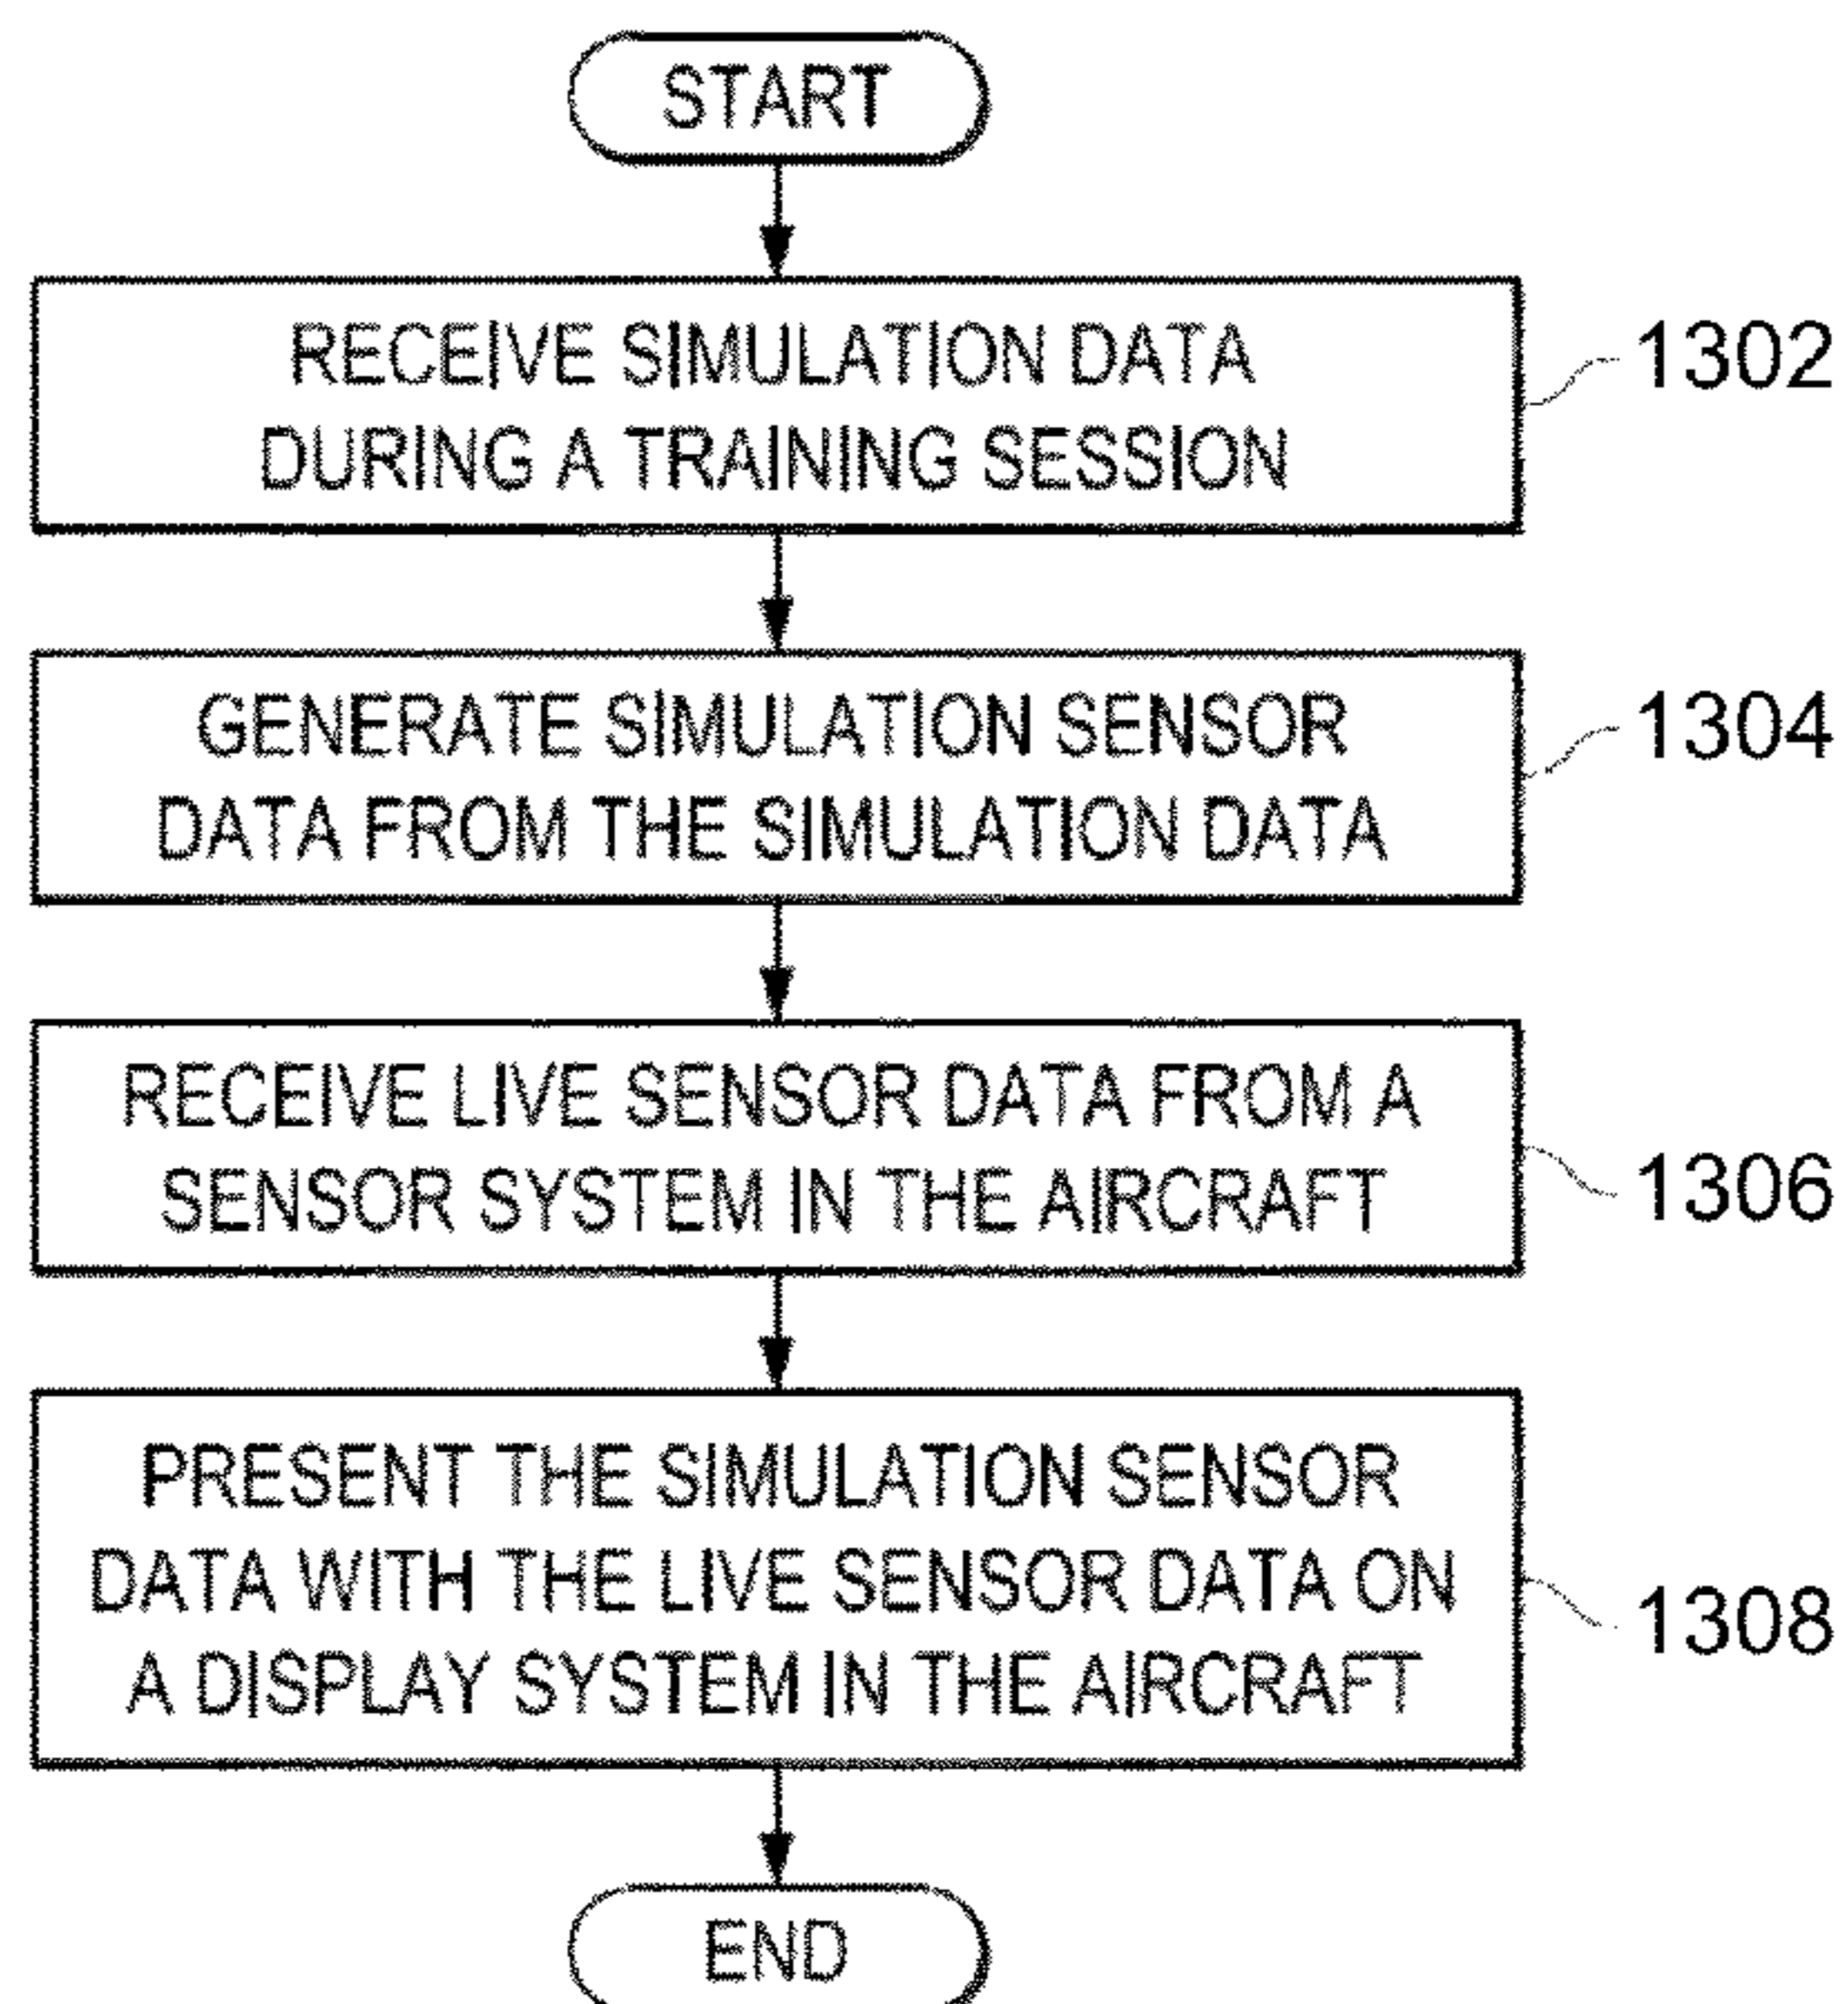 START
RECEIVE SIMULATION DATA
DURING A TRAINING SESSION
1302
GENERATE SIMULATION SENSOR
DATA FROM THE SIMULATION DATA
1304
RECEIVE LIVE SENSOR DATA FROM A
SENSOR SYSTEM IN THE AIRCRAFT
1306
PRESENT THE SIMULATION SENSOR
DATA WITH THE LIVE SENSOR DATA ON
A DISPLAY SYSTEM IN THE AIRCRAFT
1308
END